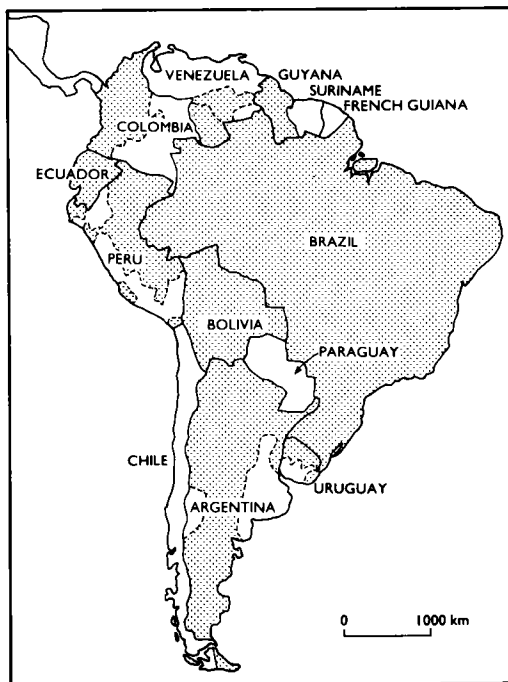 VENEZUELA
GUYANA
SURINAME
FRENCH GUIANA
COLOMBIA
ECUADOR
PERU
BRAZIL
BOLIVIA
PARAGUAY
CHILE
URUGUAY
ARGENTINA
0 1000 km